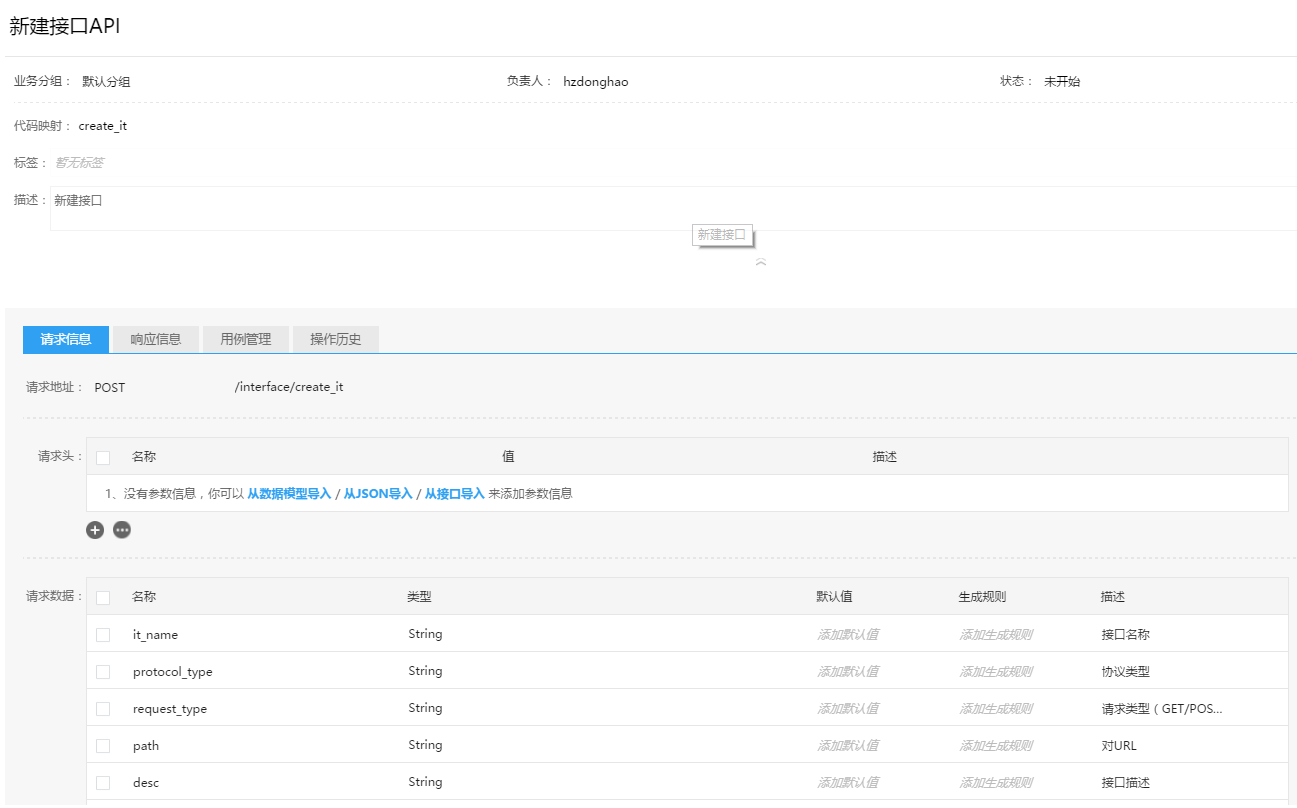 新建接口API
业务分组： 默认分组 负责人： hzdonghao 状态： 未开始
代码映射： create_it
标签： 暂无标签
描述： 新建接口
新建接口
请求信息 响应信息 用例管理 操作历史
请求地址： POST /interface/create_it
请求头： 名称 值 描述
1、没有参数信息，你可以 从数据模型导入 / 从JSON导入 / 从接口导入 来添加参数信息
请求数据： 名称 类型 默认值 生成规则 描述
it_name String 添加默认值 添加生成规则 接口名称
protocol_type String 添加默认值 添加生成规则 协议类型
request_type String 添加默认值 添加生成规则 请求类型（GET/POS...
path String 添加默认值 添加生成规则 对URL
desc String 添加默认值 添加生成规则 接口描述